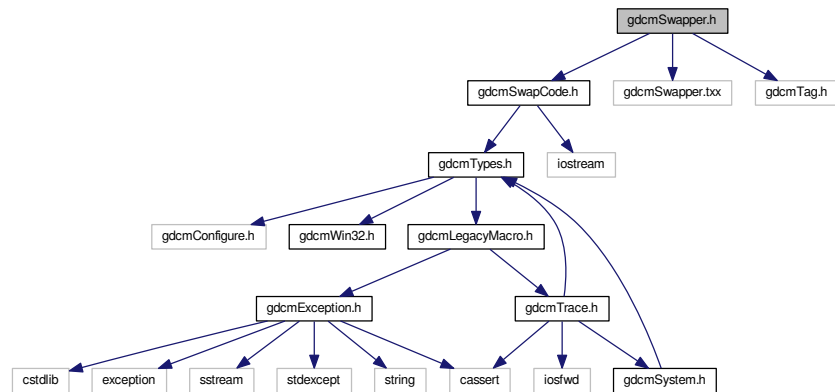 gdcmSwapper.h
gdcmSwapCode.h
gdcmSwapper.txx
gdcmTag.h
gdcmTypes.h
iostream
gdcmConfigure.h
gdcmWin32.h
gdcmLegacyMacro.h
gdcmException.h
gdcmTrace.h
cstdlib
exception
sstream
stdexcept
string
cassert
iosfwd
gdcmSystem.h